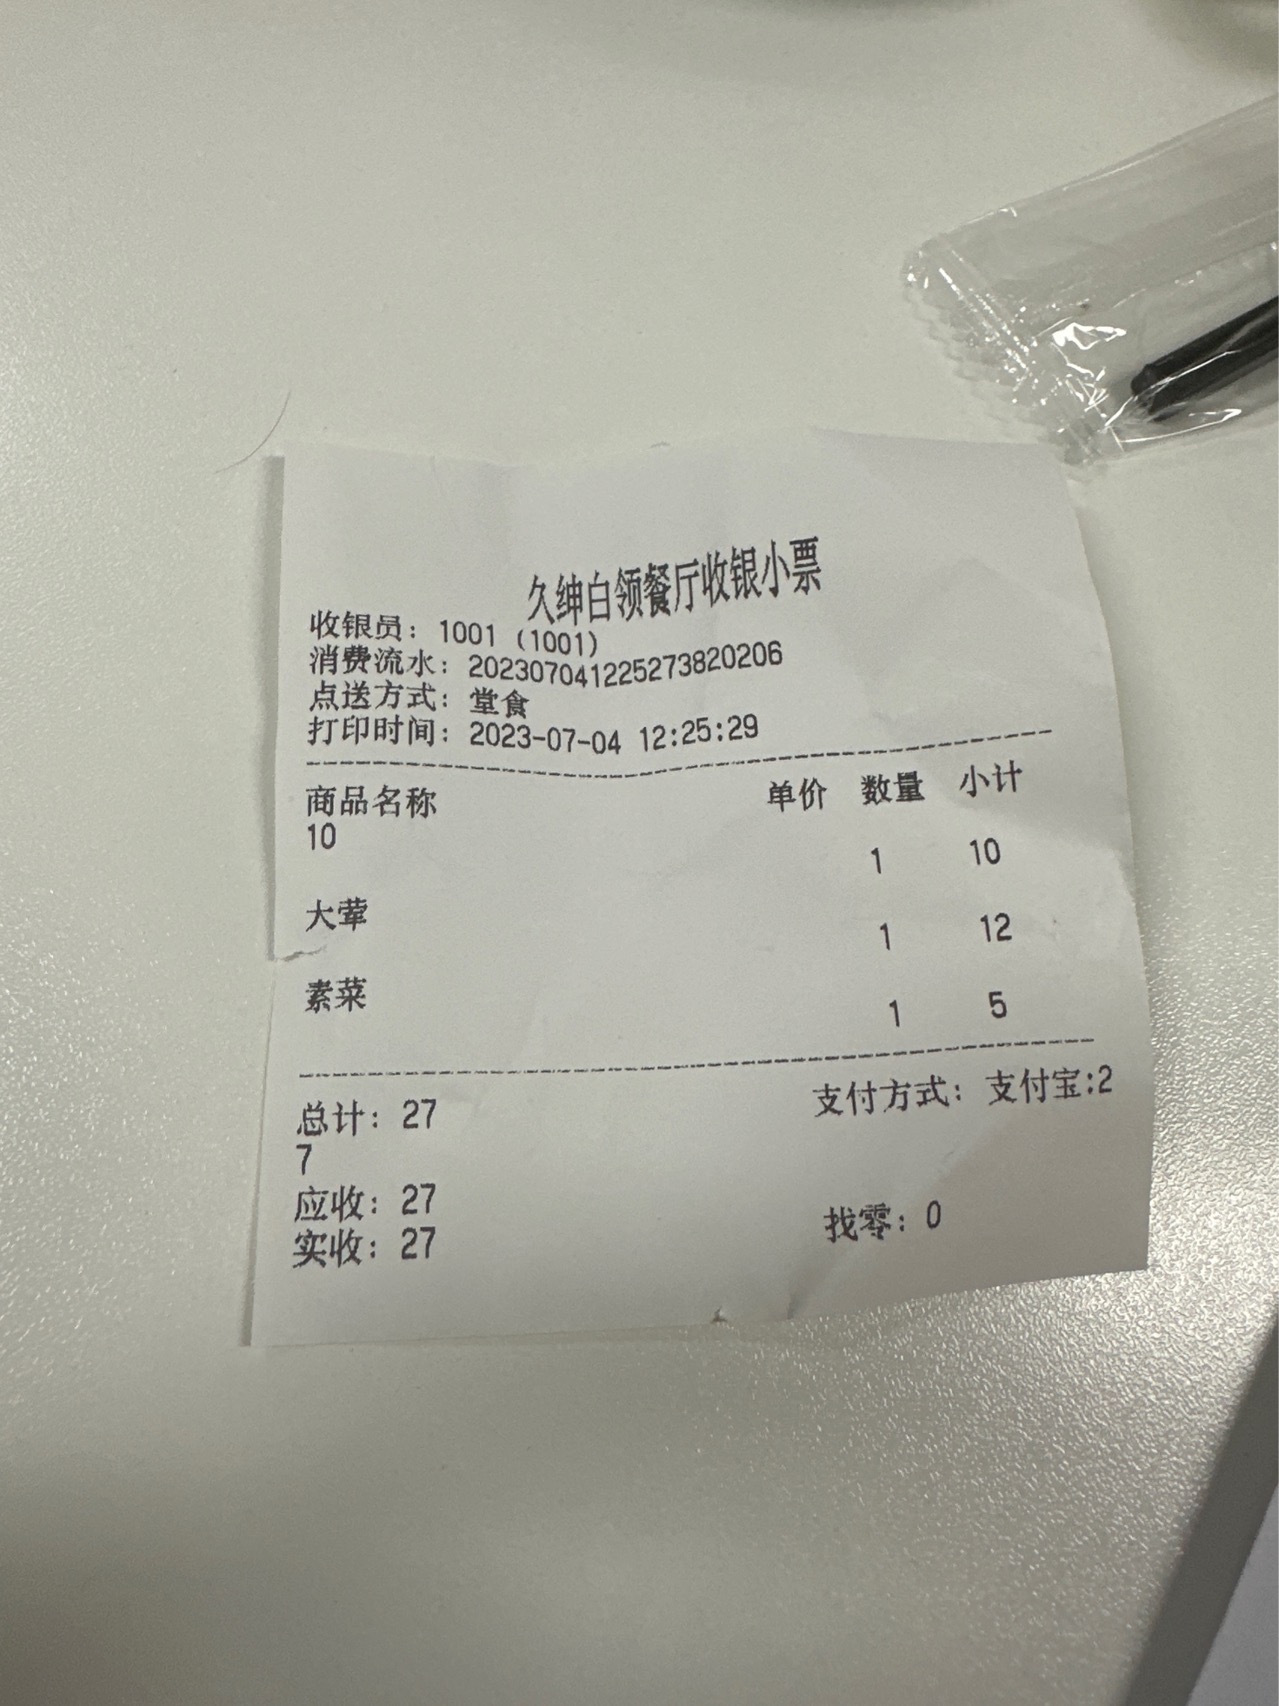 久绅白领餐厅收银小票
收银员：1001（1001）
消费流水：202307041225273820206
点送方式：堂食
打印时间：2023-07-04 12:25:29
商品名称 单价 数量 小计
10
1 10
大荤
1 12
素菜
1 5
总计：27 支付方式：支付宝:2
7
应收：27
实收：27 找零：0